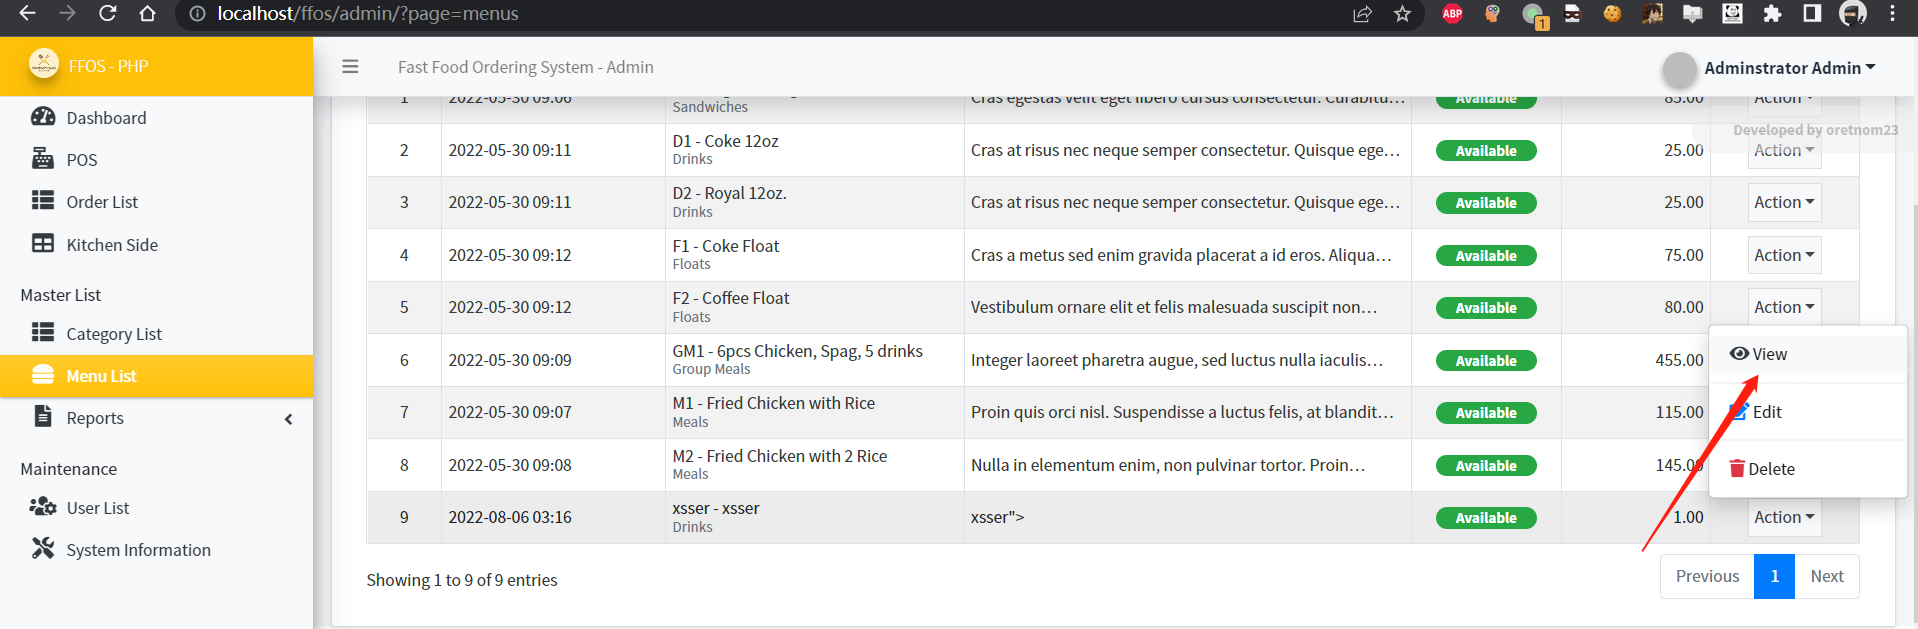 localhost/ffos/admin/?page=menus
ABP
1
FFOS - PHP
Fast Food Ordering System - Admin
Adminstrator Admin
Dashboard
POS
Order List
Kitchen Side
Master List
Category List
Menu List
Reports
Maintenance
User List
System Information
1 2022-05-30 09:06 Sandwiches Cras egestas velit eget libero cursus consectetur. Curabitu... Available 85.00 Action
Developed by oretnom23
2 2022-05-30 09:11 D1 - Coke 12oz Cras at risus nec neque semper consectetur. Quisque ege... Available 25.00 Action
Drinks
3 2022-05-30 09:11 D2 - Royal 12oz. Cras at risus nec neque semper consectetur. Quisque ege... Available 25.00 Action
Drinks
4 2022-05-30 09:12 F1 - Coke Float Cras a metus sed enim gravida placerat a id eros. Aliqua... Available 75.00 Action
Floats
5 2022-05-30 09:12 F2 - Coffee Float Vestibulum ornare elit et felis malesuada suscipit non... Available 80.00 Action
Floats
6 2022-05-30 09:09 GM1 - 6pcs Chicken, Spag, 5 drinks Integer laoreet pharetra augue, sed luctus nulla iaculis... Available 455.00
Group Meals
7 2022-05-30 09:07 M1 - Fried Chicken with Rice Proin quis orci nisl. Suspendisse a luctus felis, at blandit... Available 115.00
Meals
8 2022-05-30 09:08 M2 - Fried Chicken with 2 Rice Nulla in elementum enim, non pulvinar tortor. Proin... Available 145.00
Meals
9 2022-08-06 03:16 xsser - xsser xsser"> Available 1.00 Action
Drinks
View
Edit
Delete
Showing 1 to 9 of 9 entries
Previous 1 Next